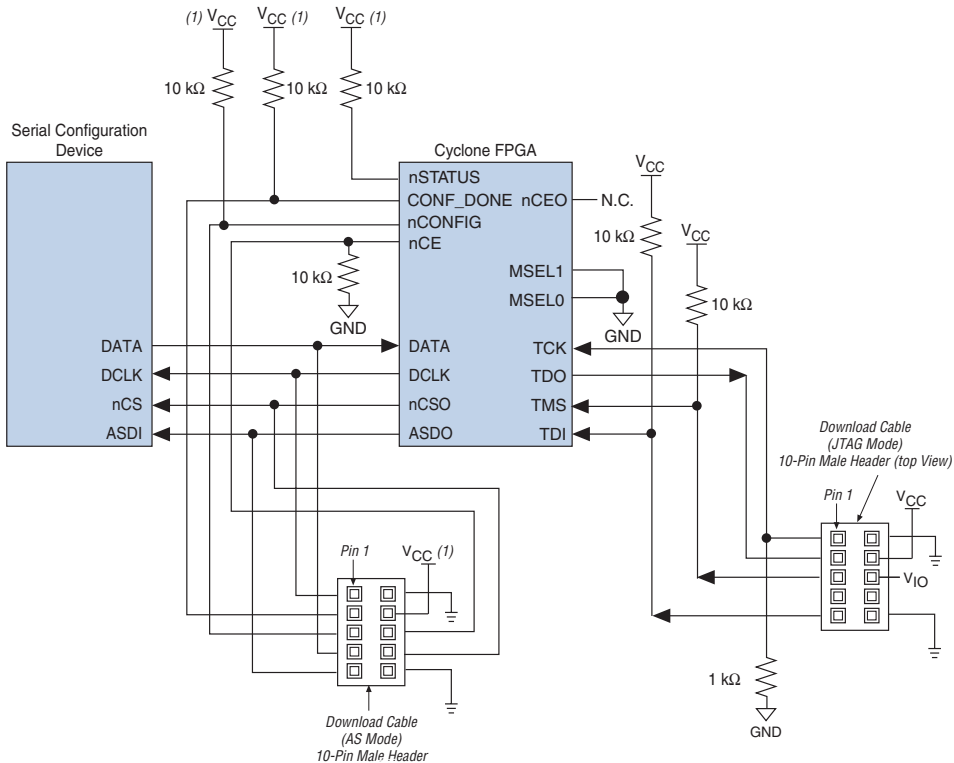 (1) VCC
VCC (1)
VCC (1)
10 kΩ
10 kΩ
10 kΩ
Serial Configuration
Device
Cyclone FPGA
VCC
nSTATUS
CONF_DONE
nCEO
N.C.
nCONFIG
nCE
10 kΩ
VCC
10 kΩ
MSEL1
MSEL0
10 kΩ
GND
GND
DATA
DATA
TCK
DCLK
DCLK
TDO
nCS
nCSO
TMS
ASDI
ASDO
TDI
Download Cable
(JTAG Mode)
10-Pin Male Header (top View)
Pin 1
VCC
VIO
Pin 1
VCC (1)
1 kΩ
GND
Download Cable
(AS Mode)
10-Pin Male Header